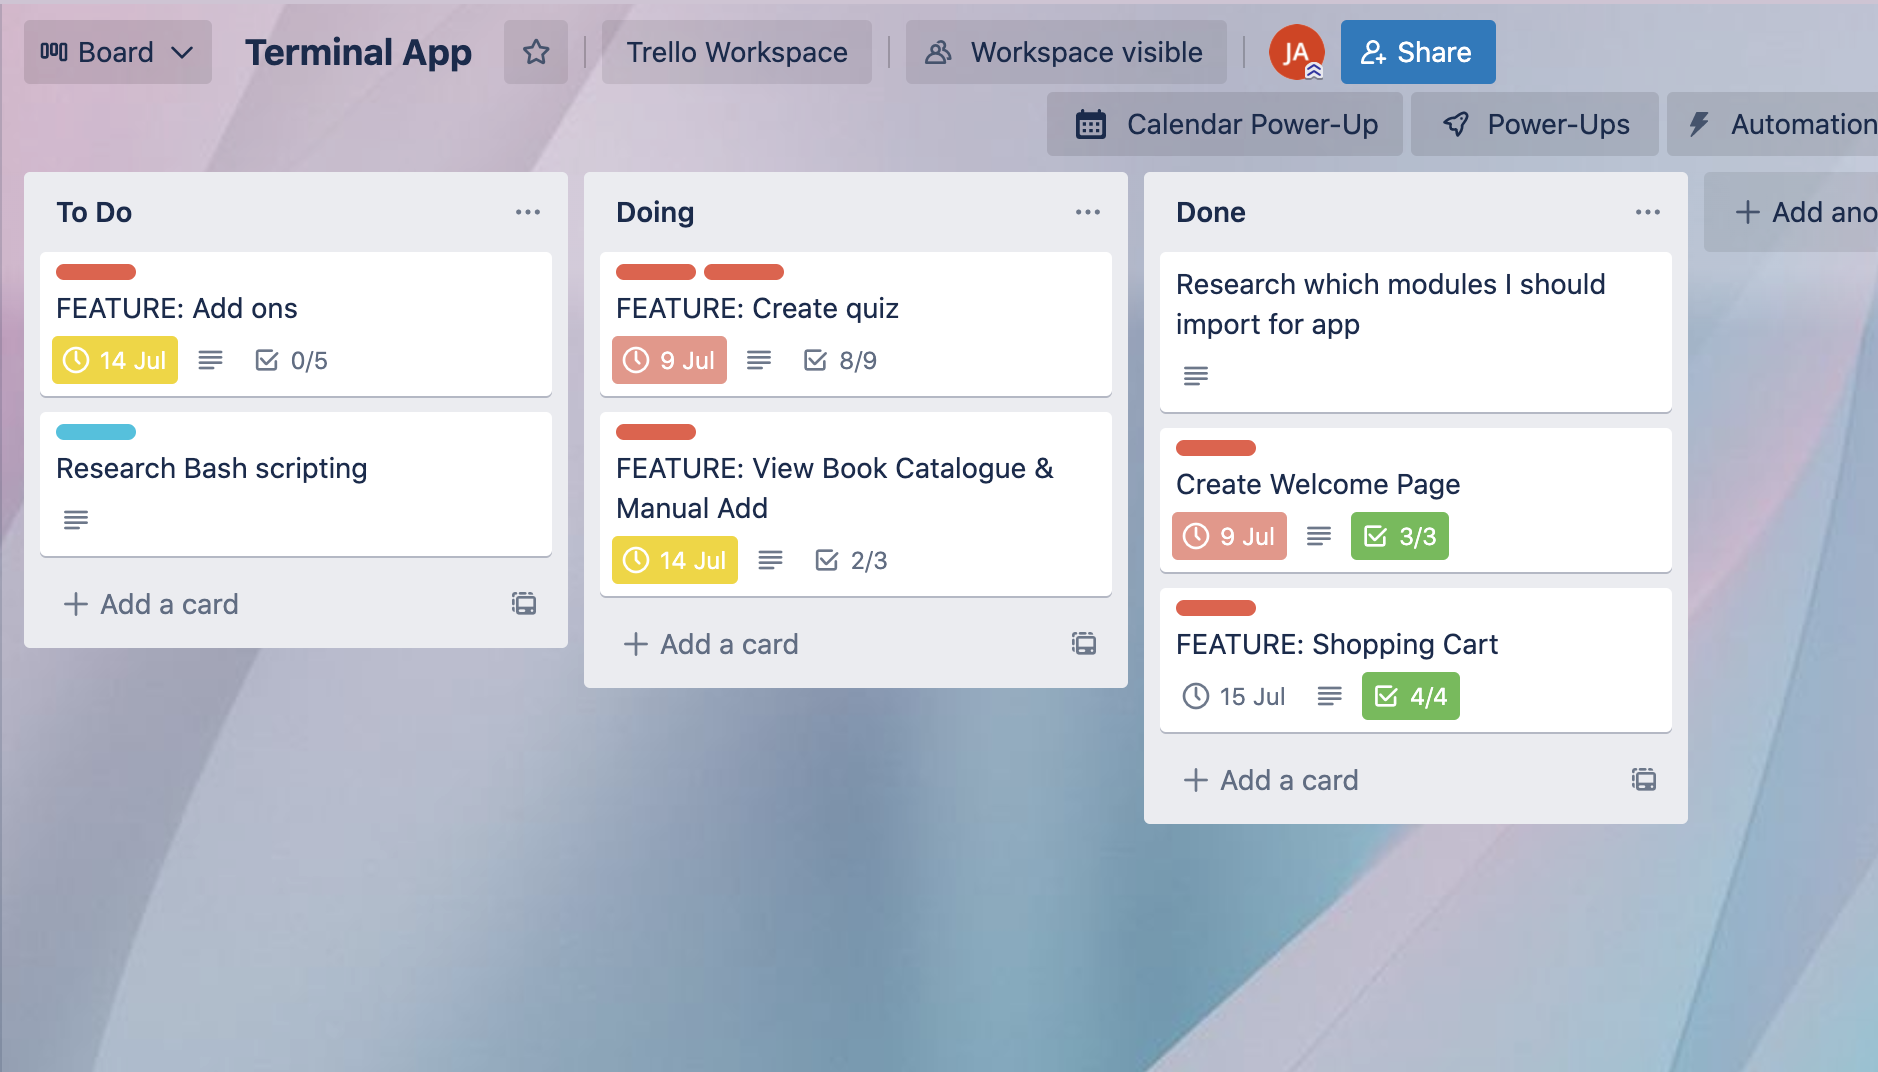 Board
Terminal App
Trello Workspace
Workspace visible
JA
Share
Calendar Power-Up
Power-Ups
Automation
To Do
FEATURE: Add ons
14 Jul
0/5
Research Bash scripting
Add a card
Doing
FEATURE: Create quiz
9 Jul
8/9
FEATURE: View Book Catalogue &
Manual Add
14 Jul
2/3
Add a card
Done
Research which modules I should
import for app
Create Welcome Page
9 Jul
3/3
FEATURE: Shopping Cart
15 Jul
4/4
Add a card
Add ano